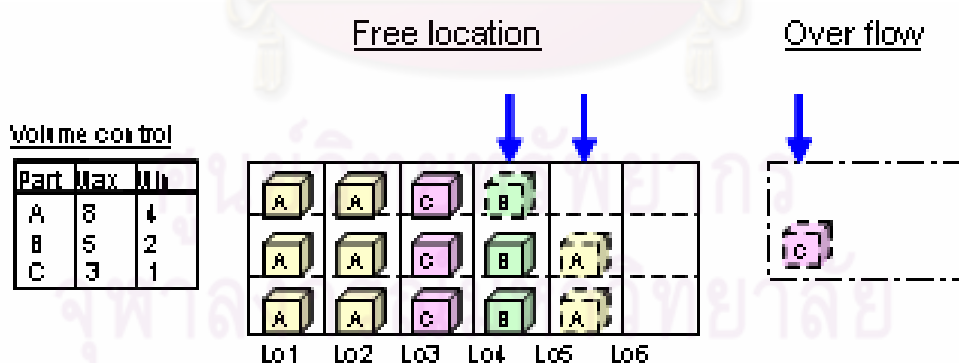 Free location
Over flow
Volume control
Part Max Min
A 8 4
B 5 2
C 3 1
A A C B
A A C B A
A A C B A
C
Lo1 Lo2 Lo3 Lo4 Lo5 Lo6